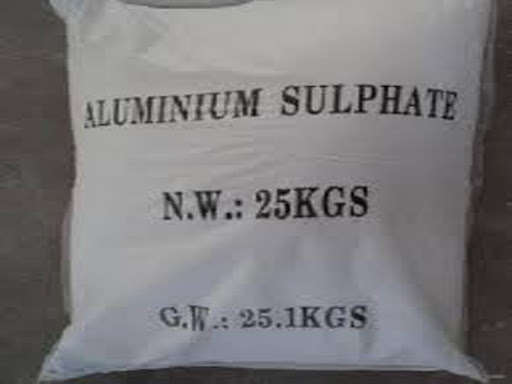 ALUMINIUM SULPHATE
N.W.: 25KGS
G.W.: 25.1KGS